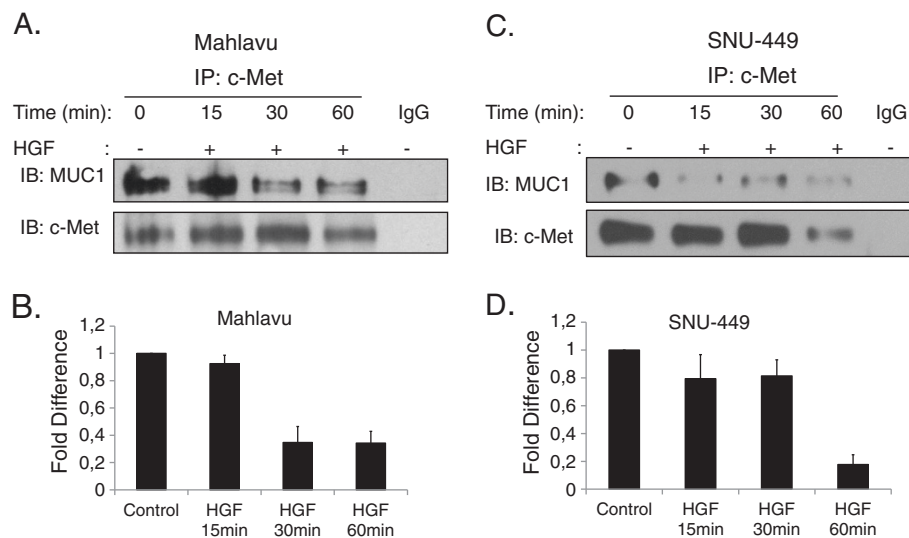 A.
Mahlavu
IP: c-Met
Time (min): 0 15 30 60 IgG
HGF : - + + + -
IB: MUC1
IB: c-Met
B.
Mahlavu
Fold Difference
1,2
1
0,8
0,6
0,4
0,2
0
Control HGF HGF HGF
15min 30min 60min
C.
SNU-449
IP: c-Met
Time (min): 0 15 30 60 IgG
HGF : - + + + -
IB: MUC1
IB: c-Met
D.
SNU-449
Fold Difference
1,2
1
0,8
0,6
0,4
0,2
0
Control HGF HGF HGF
15min 30min 60min